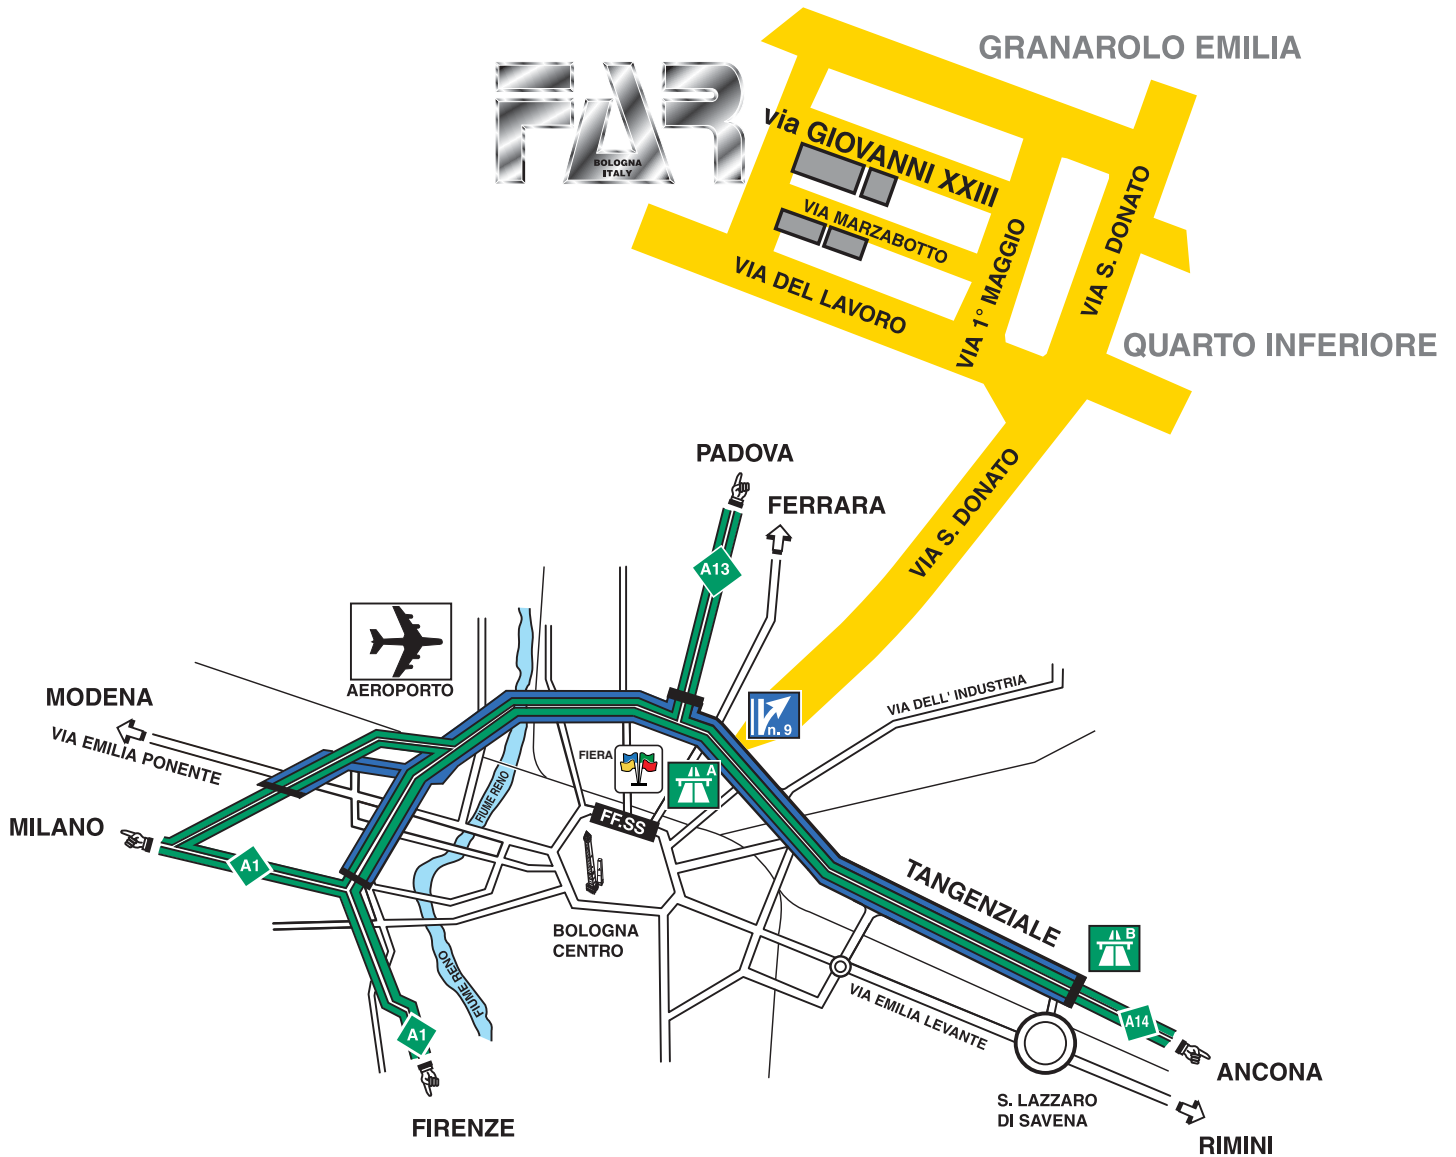 GRANAROLO EMILIA
FAR
BOLOGNA
ITALY
via GIOVANNI XXIII
VIA MARZABOTTO
VIA DEL LAVORO
VIA 1° MAGGIO
VIA S. DONATO
QUARTO INFERIORE
PADOVA
FERRARA
VIA S. DONATO
A13
AEROPORTO
MODENA
VIA EMILIA PONENTE
VIA DELL' INDUSTRIA
n. 9
FIERA
A
FIUME RENO
FF.SS
MILANO
A1
TANGENZIALE
BOLOGNA
CENTRO
B
FIUME RENO
VIA EMILIA LEVANTE
A1
A14
ANCONA
S. LAZZARO
DI SAVENA
FIRENZE
RIMINI